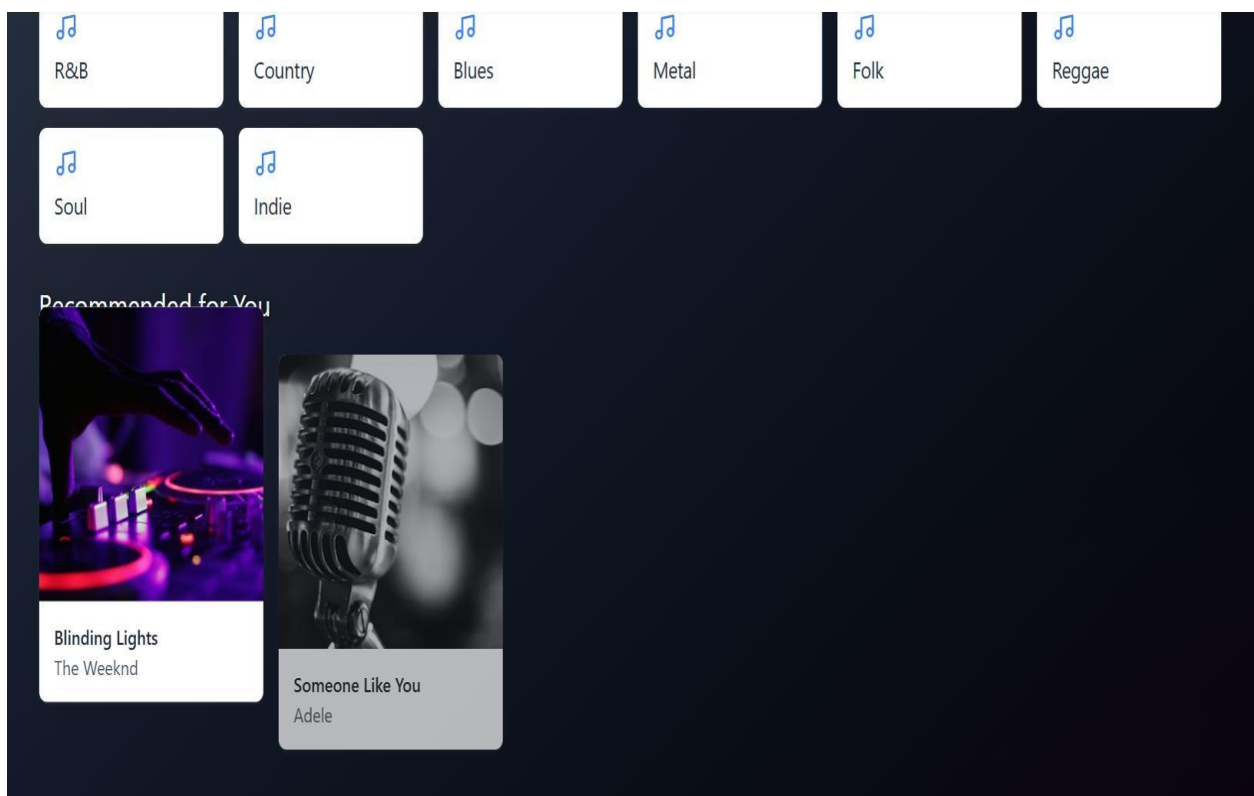 R&B
Country
Blues
Metal
Folk
Reggae
Soul
Indie
Recommended for You
Blinding Lights
The Weeknd
Someone Like You
Adele